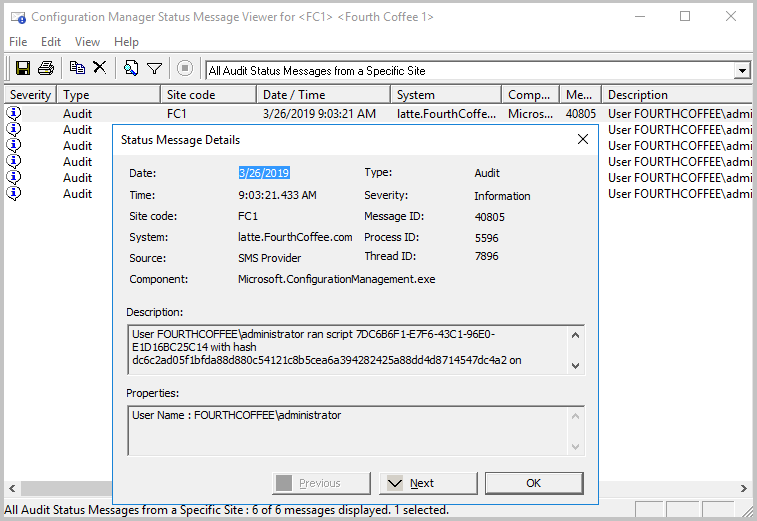 Configuration Manager Status Message Viewer for <FC1> <Fourth Coffee 1>
File Edit View Help
All Audit Status Messages from a Specific Site
Severity Type Site code Date / Time System Comp... Me... Description
Audit FC1 3/26/2019 9:03:21 AM latte.FourthCoffe... Micros... 40805 User FOURTHCOFFEE\admi
Audit User FOURTHCOFFEE\admi
Audit User FOURTHCOFFEE\admi
Audit User FOURTHCOFFEE\admi
Audit User FOURTHCOFFEE\admi
Audit User FOURTHCOFFEE\admi
Status Message Details
Date: 3/26/2019 Type: Audit
Time: 9:03:21.433 AM Severity: Information
Site code: FC1 Message ID: 40805
System: latte.FourthCoffee.com Process ID: 5596
Source: SMS Provider Thread ID: 7896
Component: Microsoft.ConfigurationManagement.exe
Description:
User FOURTHCOFFEE\administrator ran script 7DC6B6F1-E7F6-43C1-96E0-
E1D16BC25C14 with hash
dc6c2ad05f1bfda88d880c54121c8b5cea6a394282425a88dd4d8714547dc4a2 on
Properties:
User Name : FOURTHCOFFEE\administrator
Previous Next OK
All Audit Status Messages from a Specific Site : 6 of 6 messages displayed. 1 selected.